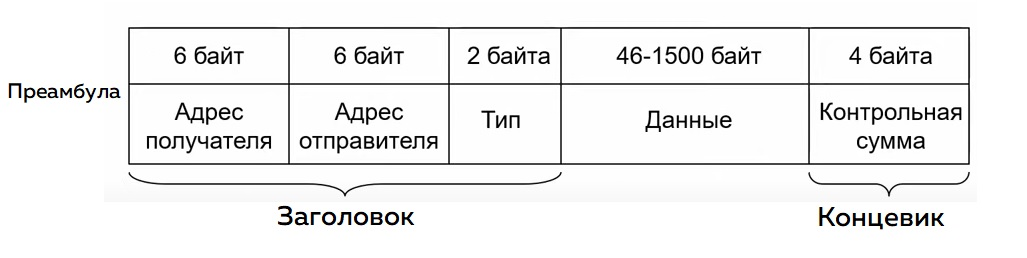 6 байт
6 байт
2 байта
46-1500 байт
4 байта
Преамбула
Адрес
получателя
Адрес
отправителя
Тип
Данные
Контрольная
сумма
Заголовок
Концевик